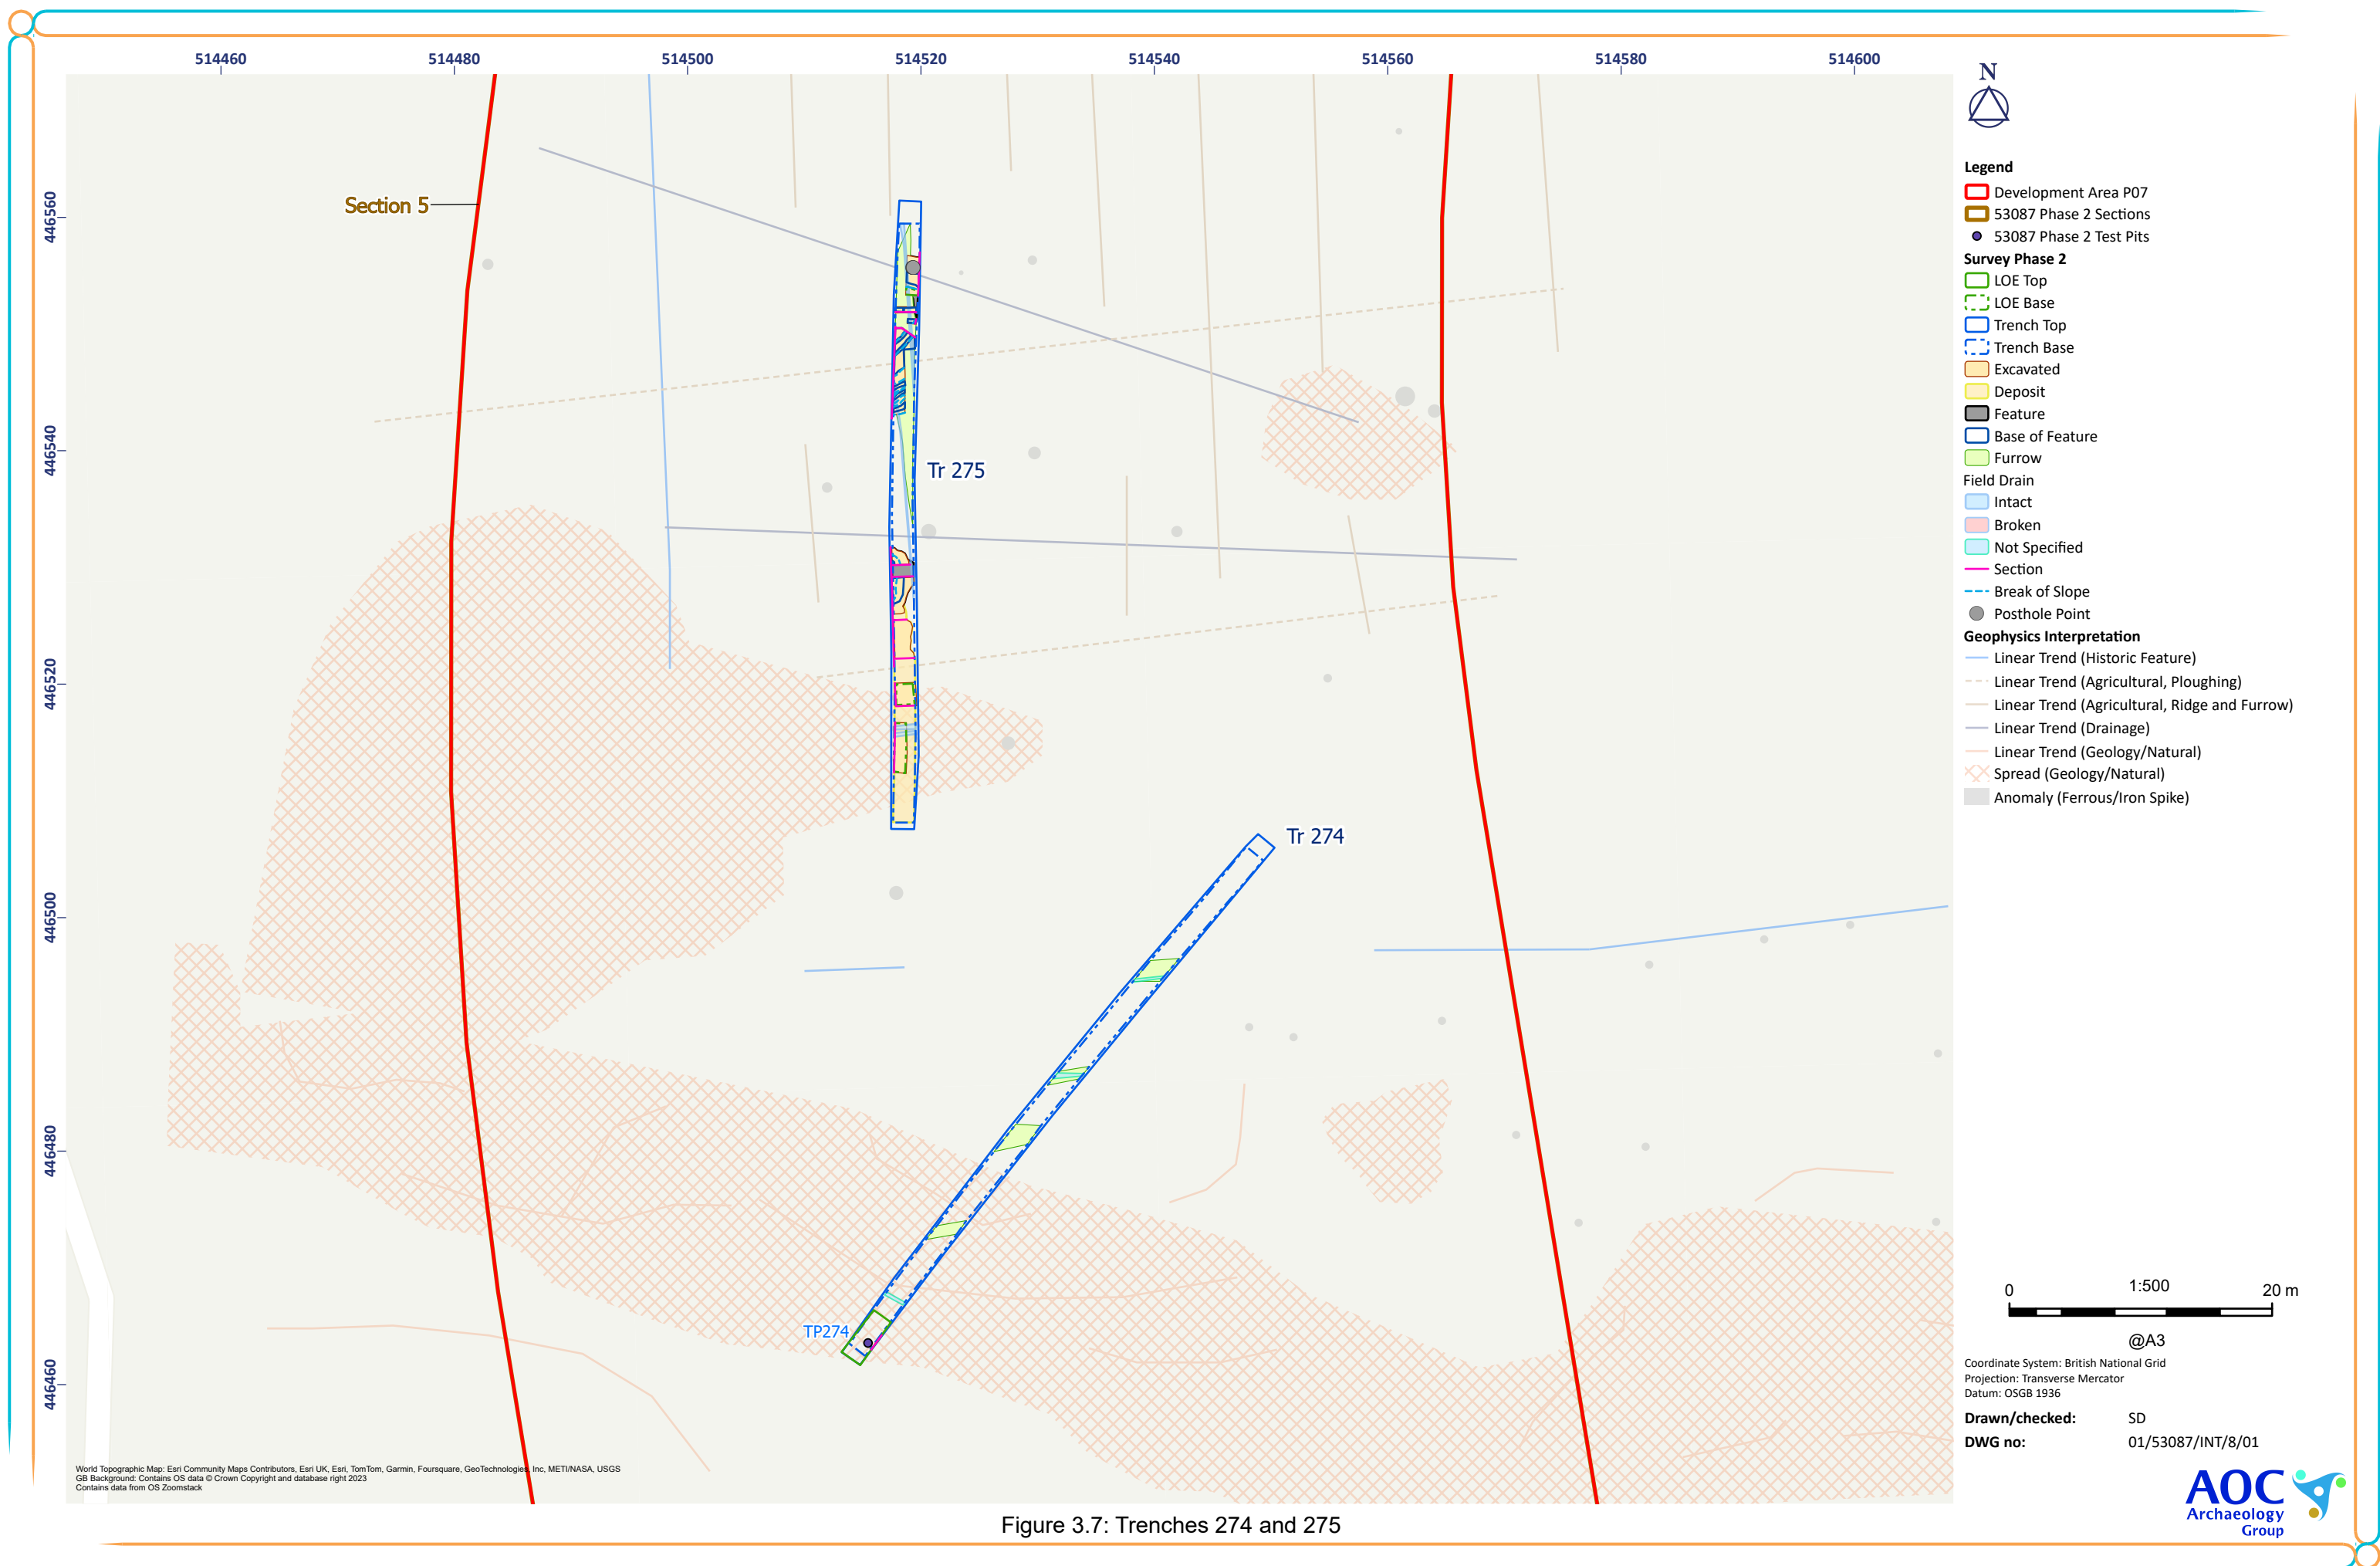 514460 514480 514500 514520 514540 514560 514580 514600
446560
446540
446520
446500
446480
446460
Section 5
Tr 275
Tr 274
TP274
N
Legend
Development Area P07
53087 Phase 2 Sections
53087 Phase 2 Test Pits
Survey Phase 2
LOE Top
LOE Base
Trench Top
Trench Base
Excavated
Deposit
Feature
Base of Feature
Furrow
Field Drain
Intact
Broken
Not Specified
Section
Break of Slope
Posthole Point
Geophysics Interpretation
Linear Trend (Historic Feature)
Linear Trend (Agricultural, Ploughing)
Linear Trend (Agricultural, Ridge and Furrow)
Linear Trend (Drainage)
Linear Trend (Geology/Natural)
Spread (Geology/Natural)
Anomaly (Ferrous/Iron Spike)
0 1:500 20 m
@A3
Coordinate System: British National Grid
Projection: Transverse Mercator
Datum: OSGB 1936
Drawn/checked: SD
DWG no: 01/53087/INT/8/01
AOC
Archaeology
Group
World Topographic Map: Esri Community Maps Contributors, Esri UK, Esri, TomTom, Garmin, Foursquare, GeoTechnologies, Inc, METI/NASA, USGS
GB Background: Contains OS data © Crown Copyright and database right 2023
Contains data from OS Zoomstack
Figure 3.7: Trenches 274 and 275